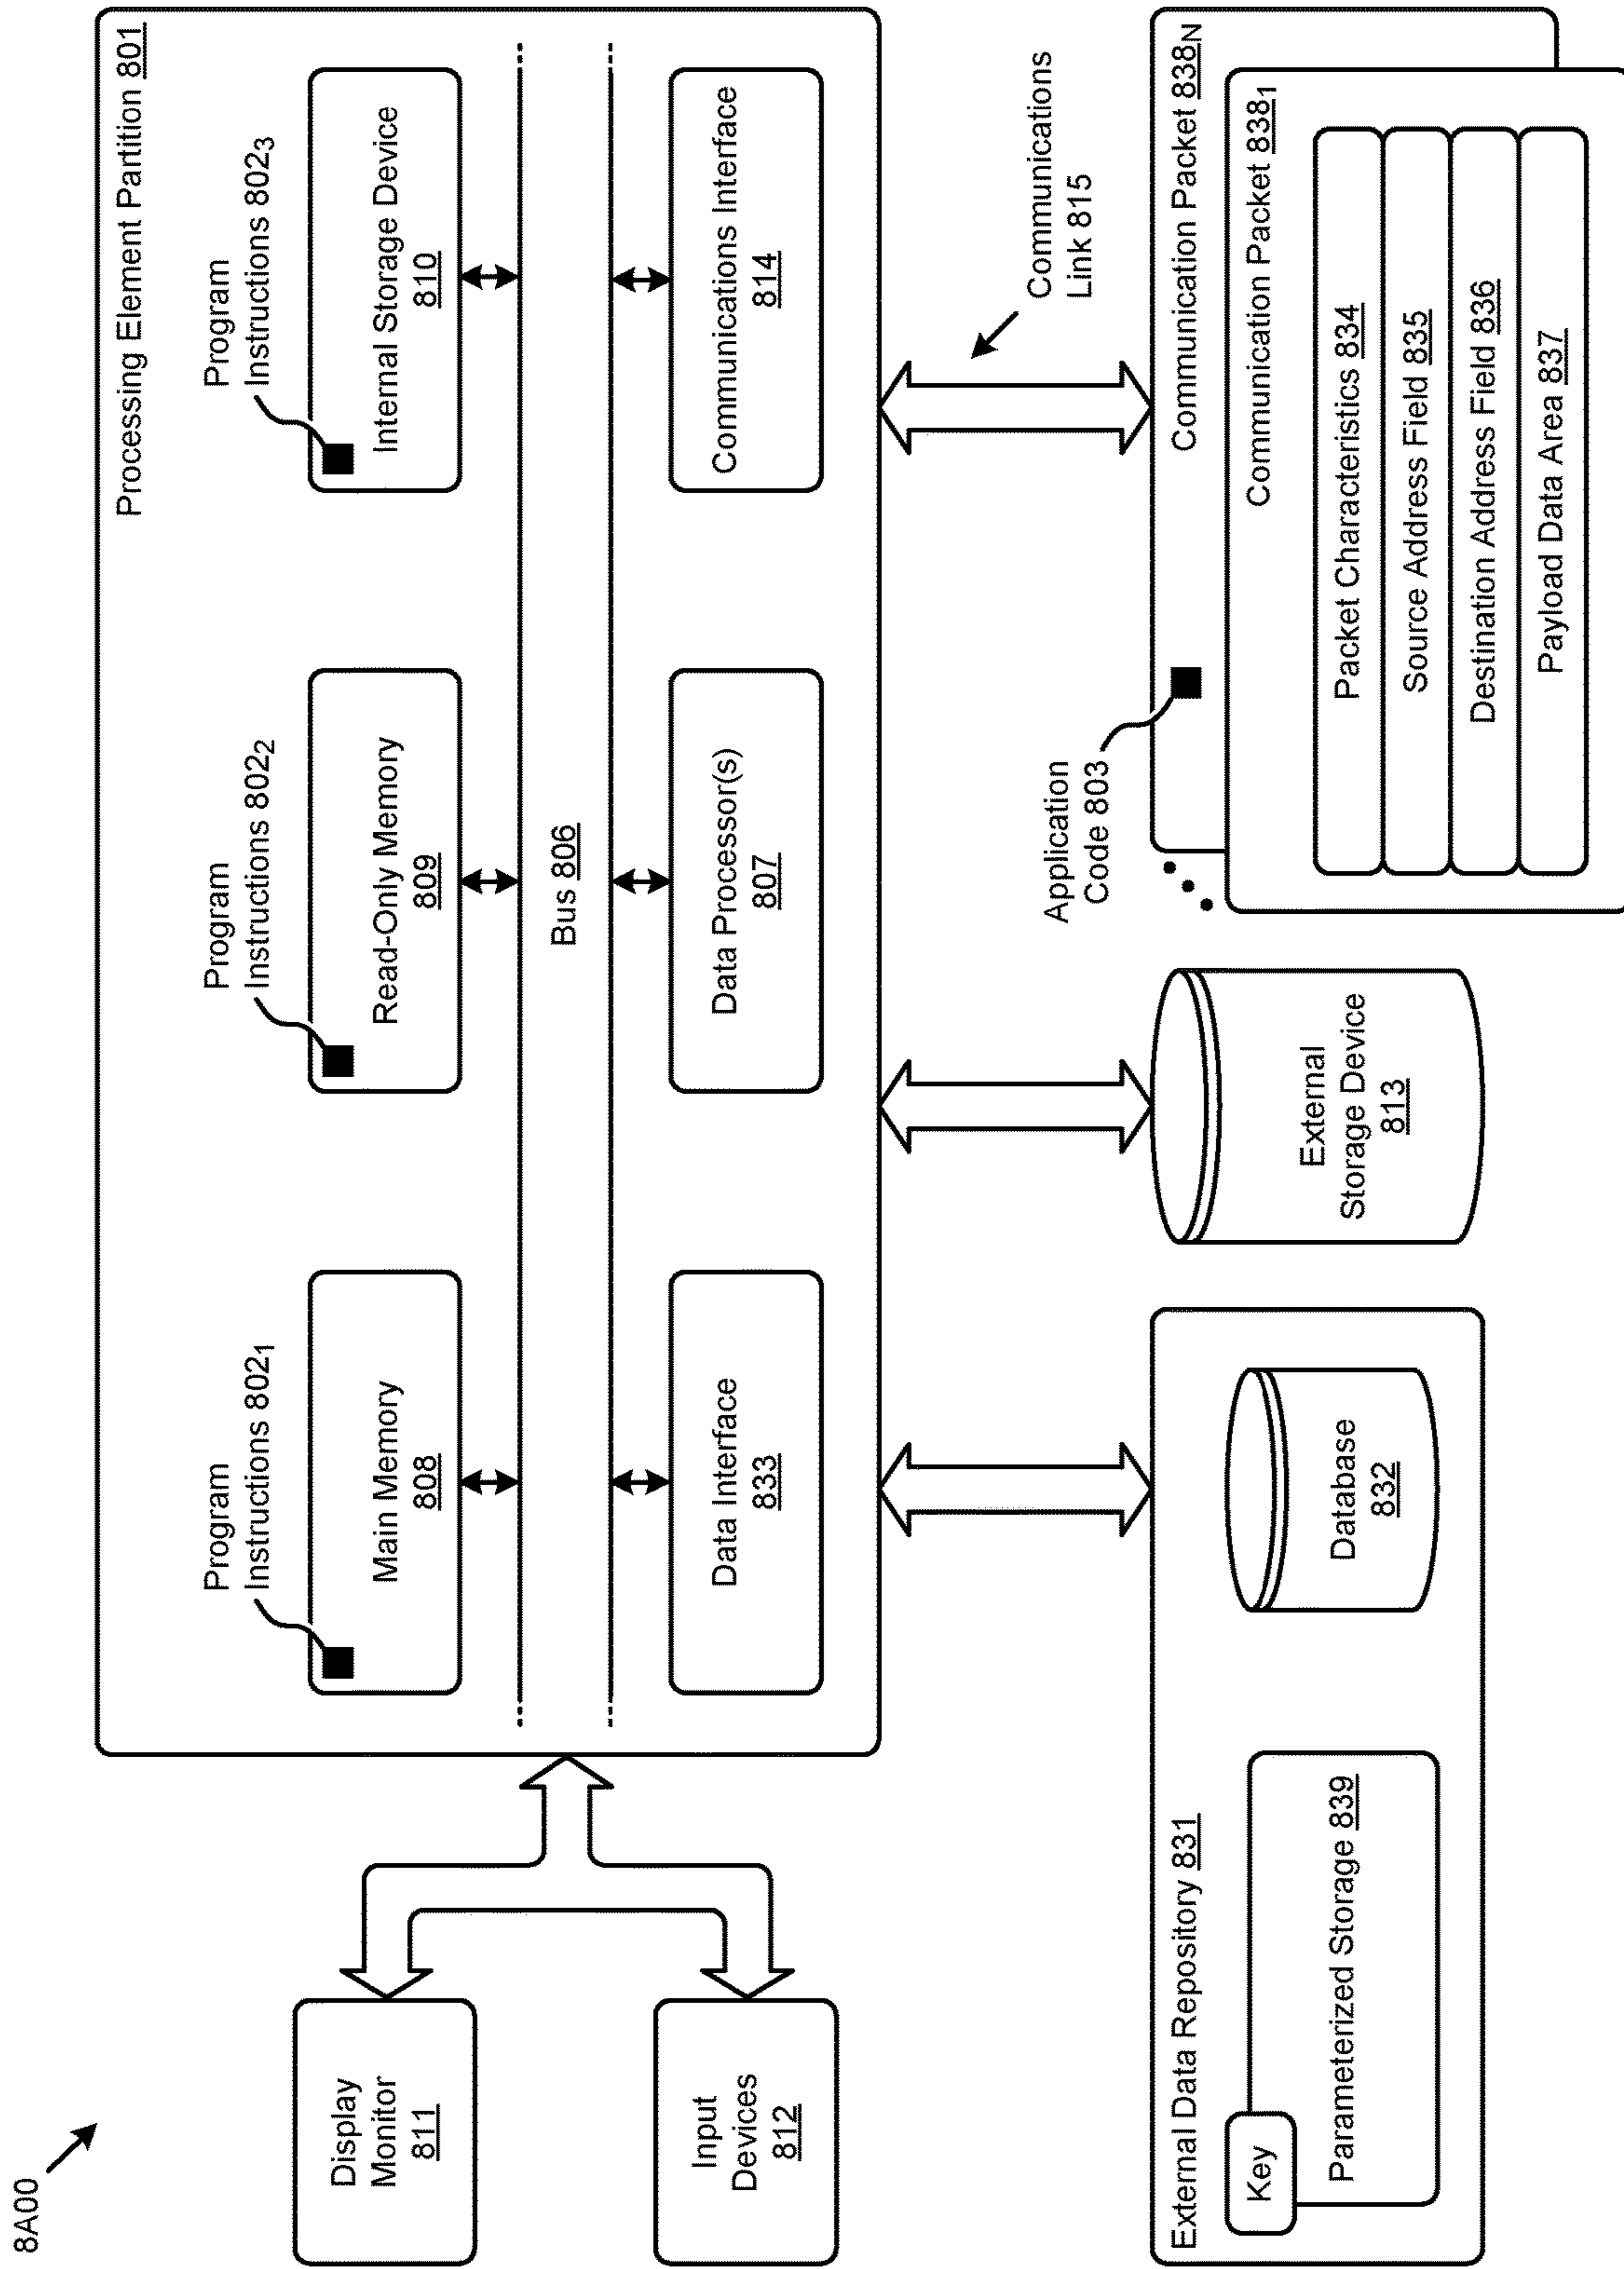 8A00
Processing Element Partition 801
Program
Instructions 802₁
Program
Instructions 802₂
Program
Instructions 802₃
Main Memory
808
Read-Only Memory
809
Internal Storage Device
810
Bus 806
Data Interface
833
Data Processor(s)
807
Communications Interface
814
Display
Monitor
811
Input
Devices
812
Communications
Link 815
External Data Repository 831
Key
Parameterized Storage 839
Database
832
External
Storage Device
813
Application
Code 803
Communication Packet 838N
Communication Packet 838₁
Packet Characteristics 834
Source Address Field 835
Destination Address Field 836
Payload Data Area 837